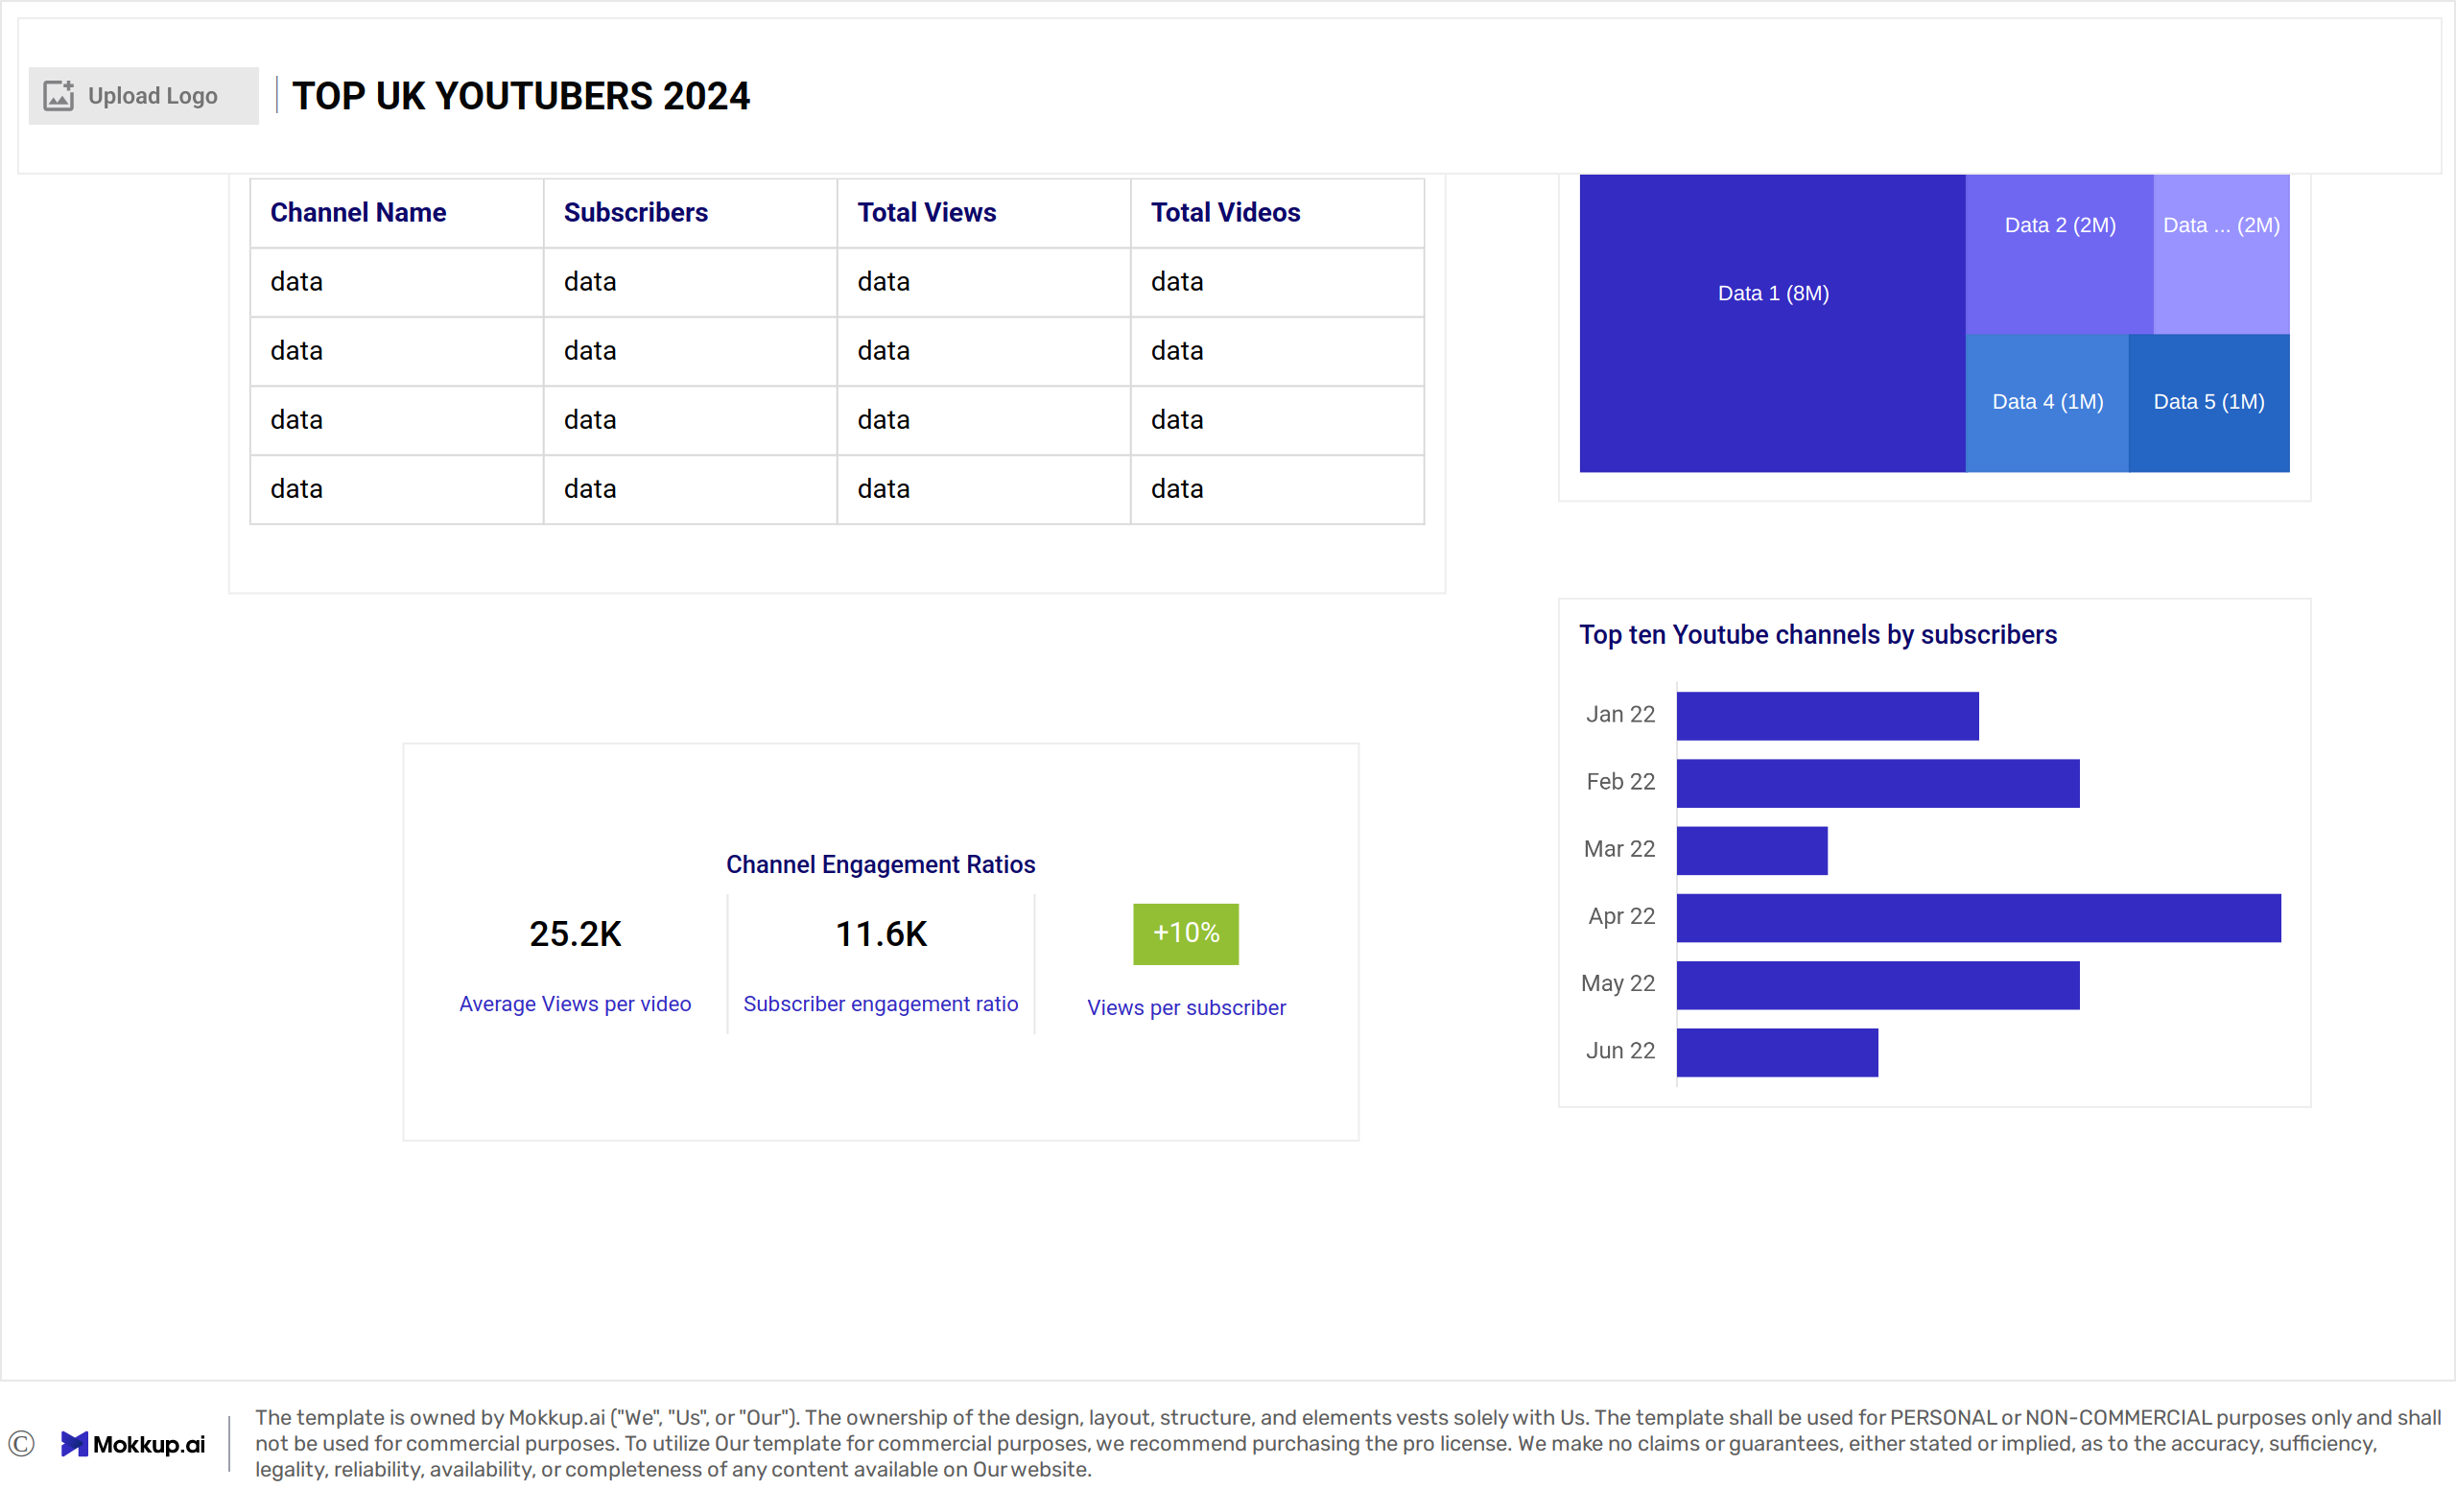 Upload Logo
TOP UK YOUTUBERS 2024
Channel Name Subscribers Total Views Total Videos
data data data data
data data data data
data data data data
data data data data
Data 1 (8M)
Data 2 (2M)
Data ... (2M)
Data 4 (1M)
Data 5 (1M)
Channel Engagement Ratios
25.2K
Average Views per video
11.6K
Subscriber engagement ratio
+10%
Views per subscriber
Top ten Youtube channels by subscribers
Jan 22
Feb 22
Mar 22
Apr 22
May 22
Jun 22
© Mokkup.ai
The template is owned by Mokkup.ai ("We", "Us", or "Our"). The ownership of the design, layout, structure, and elements vests solely with Us. The template shall be used for PERSONAL or NON-COMMERCIAL purposes only and shall
not be used for commercial purposes. To utilize Our template for commercial purposes, we recommend purchasing the pro license. We make no claims or guarantees, either stated or implied, as to the accuracy, sufficiency,
legality, reliability, availability, or completeness of any content available on Our website.